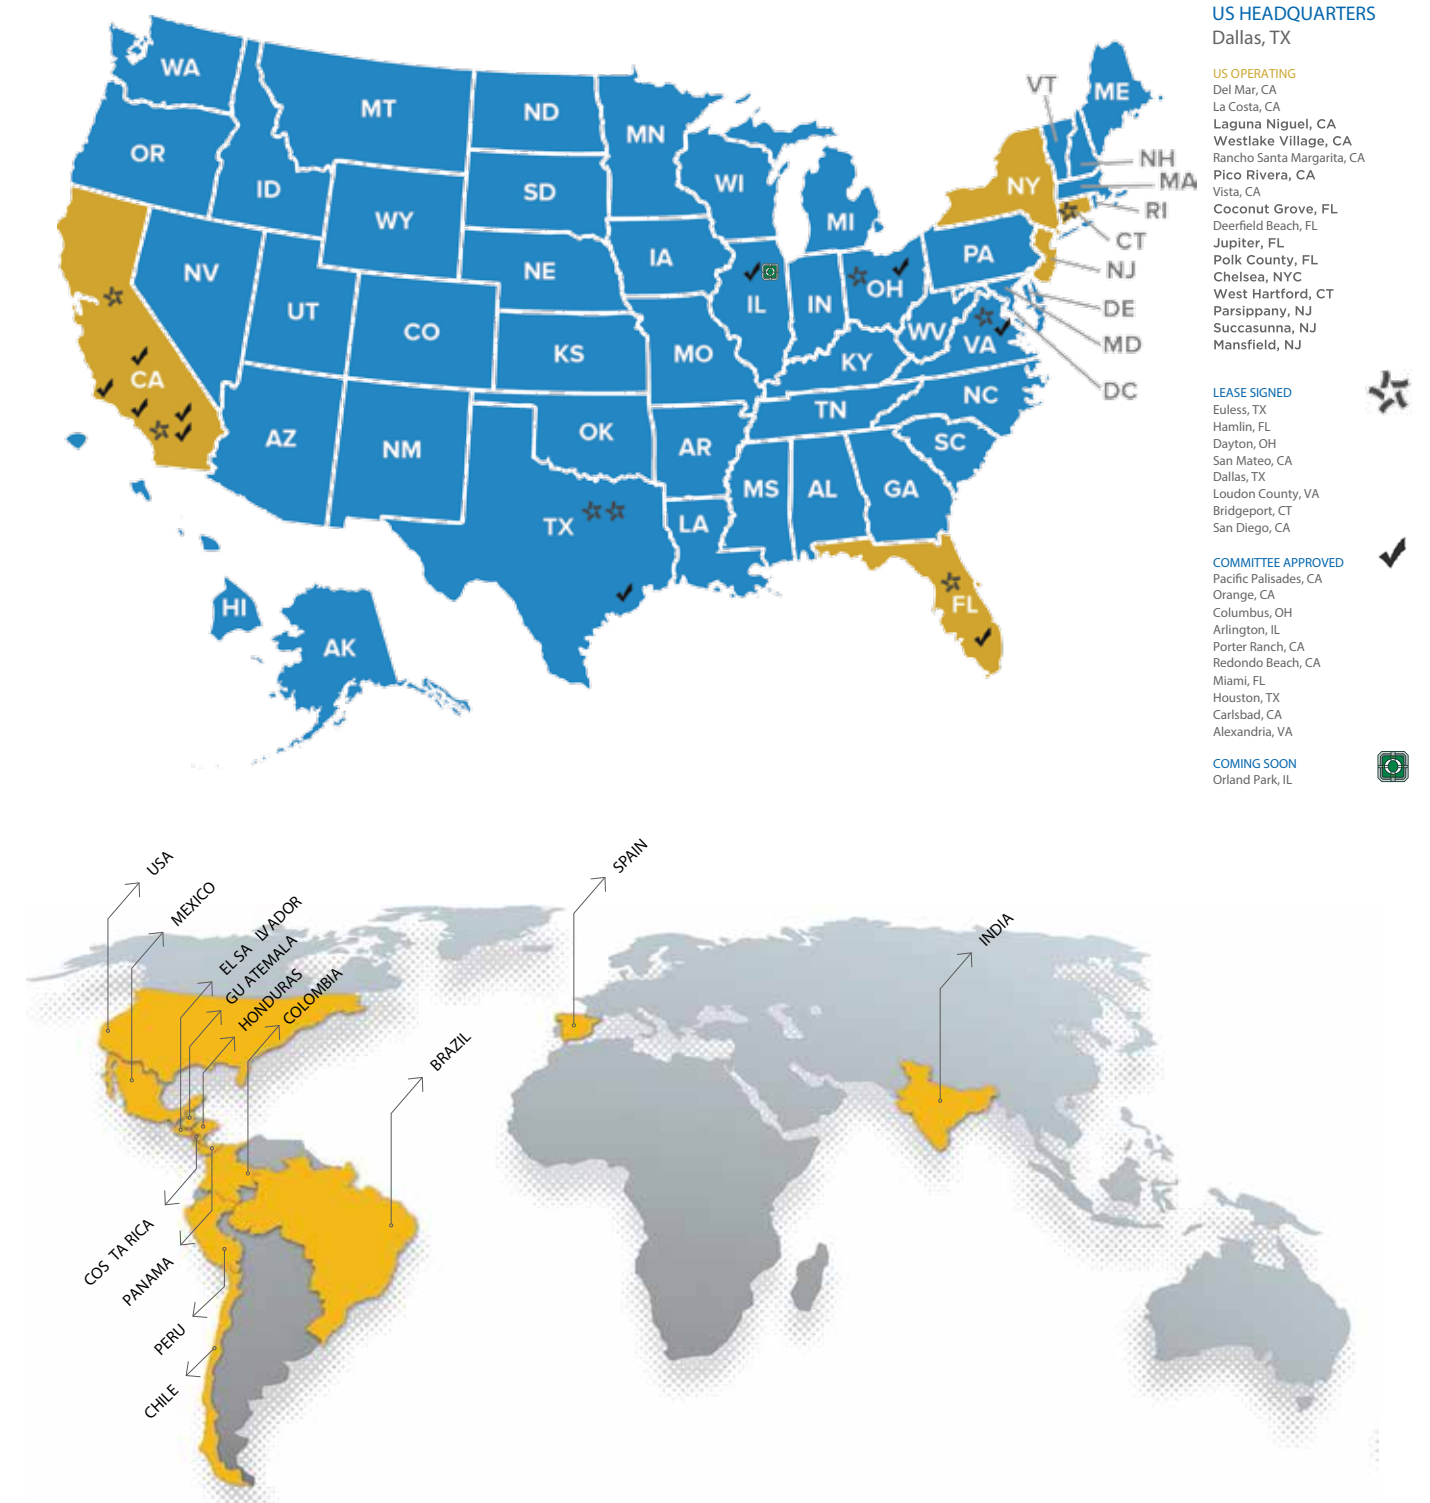 US HEADQUARTERS
Dallas, TX
US OPERATING
Del Mar, CA
La Costa, CA
Laguna Niguel, CA
Westlake Village, CA
Rancho Santa Margarita, CA
Pico Rivera, CA
Vista, CA
Coconut Grove, FL
Deerfield Beach, FL
Jupiter, FL
Polk County, FL
Chelsea, NYC
West Hartford, CT
Parsippany, NJ
Succasunna, NJ
Mansfield, NJ
LEASE SIGNED
Euless, TX
Hamlin, FL
Dayton, OH
San Mateo, CA
Dallas, TX
Loudon County, VA
Bridgeport, CT
San Diego, CA
COMMITTEE APPROVED
Pacific Palisades, CA
Orange, CA
Columbus, OH
Arlington, IL
Porter Ranch, CA
Redondo Beach, CA
Miami, FL
Houston, TX
Carlsbad, CA
Alexandria, VA
COMING SOON
Orland Park, IL
WA
OR
ID
MT
ND
SD
MN
WI
MI
WY
NV
UT
CO
NE
IA
KS
MO
IL
IN
OH
KY
WV
VA
PA
NY
VT
ME
NH
MA
RI
CT
NJ
DE
MD
DC
CA
AZ
NM
OK
AR
TN
NC
SC
MS
AL
GA
LA
TX
FL
HI
AK
USA
MEXICO
EL SA LVADOR
GU ATEMALA
HONDURAS
COLOMBIA
BRAZIL
SPAIN
INDIA
COS TA RICA
PANAMA
PERU
CHILE